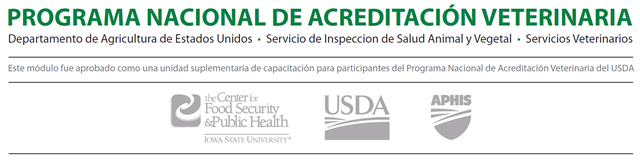 PROGRAMA NACIONAL DE ACREDITACIÓN VETERINARIA
Departamento de Agricultura de Estados Unidos • Servicio de Inspeccion de Salud Animal y Vegetal • Servicios Veterinarios
Este módulo fue aprobado como una unidad suplementaria de capacitación para participantes del Programa Nacional de Acreditación Veterinaria del USDA
the Center for
Food Security
&Public Health
IOWA STATE UNIVERSITY®
USDA
APHIS